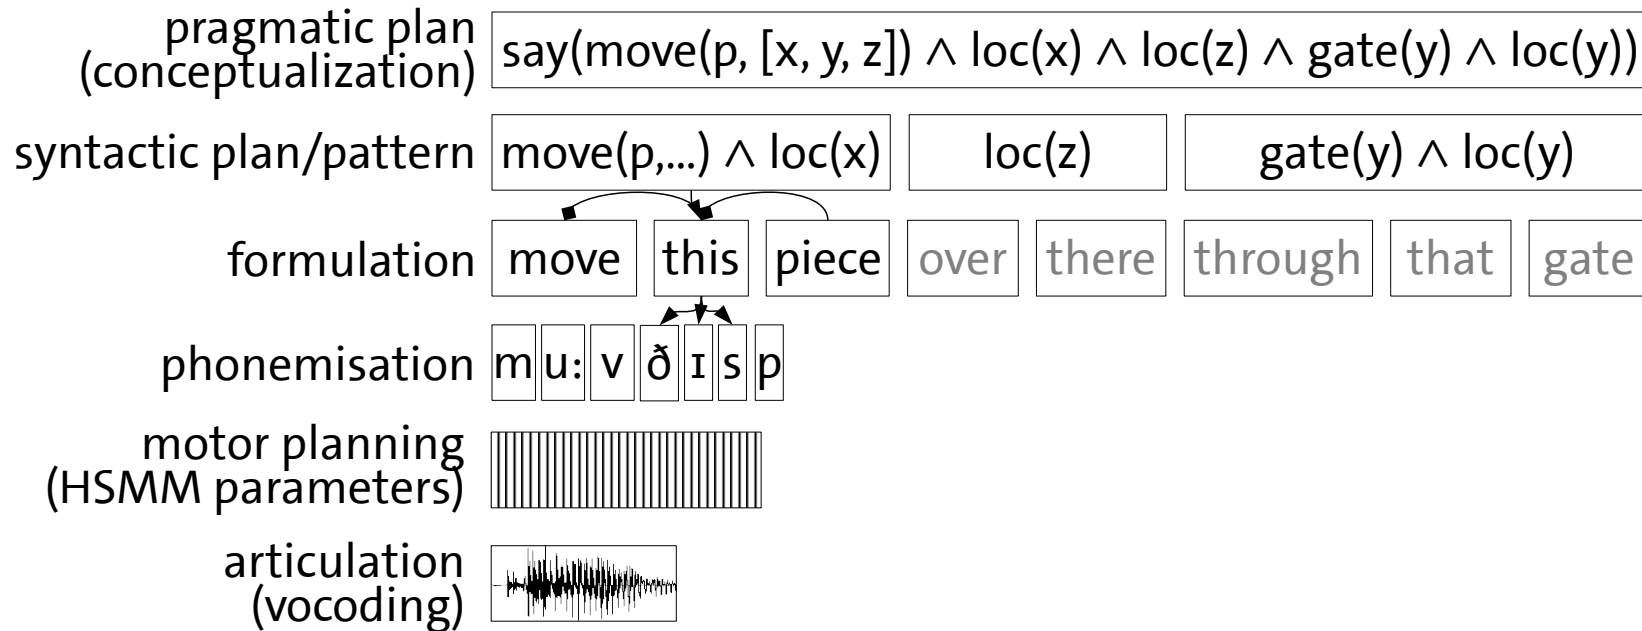 pragmatic plan
(conceptualization)
say(move(p, [x, y, z]) ∧ loc(x) ∧ loc(z) ∧ gate(y) ∧ loc(y))
syntactic plan/pattern
move(p,...) ∧ loc(x)
loc(z)
gate(y) ∧ loc(y)
formulation
move this piece over there through that gate
phonemisation
m u: v ð ɪ s p
motor planning
(HSMM parameters)
articulation
(vocoding)